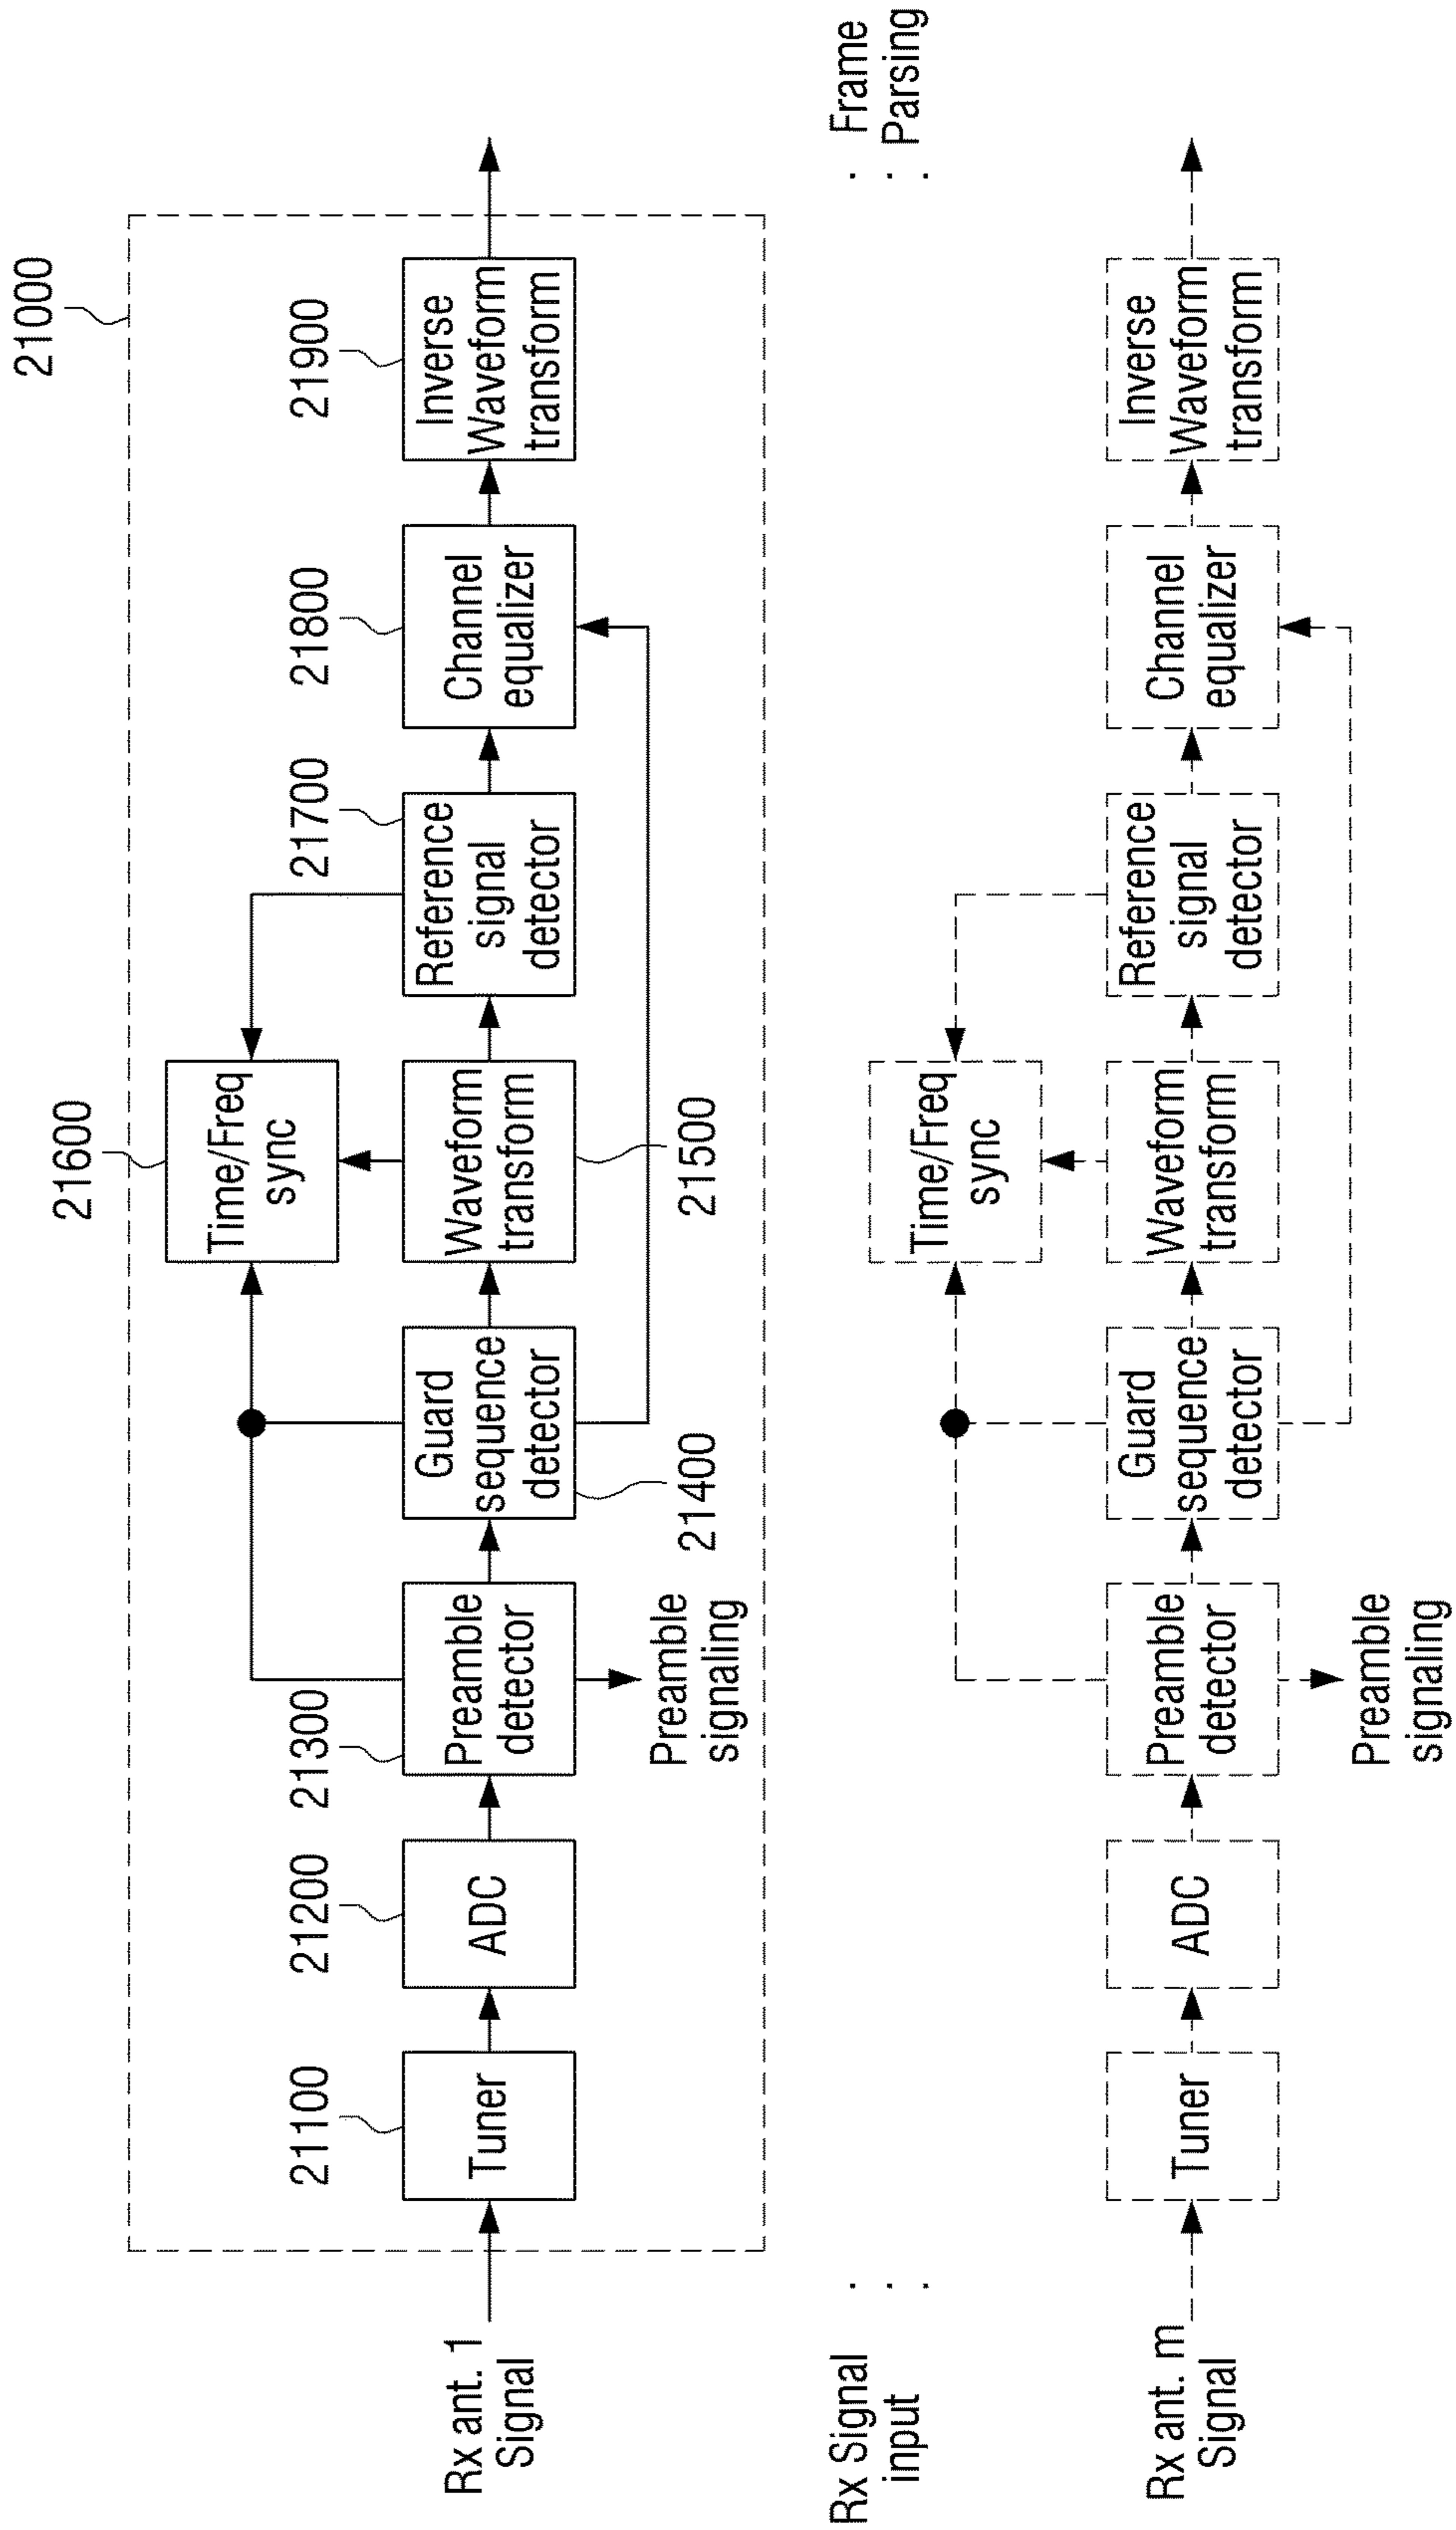 21000
21600
Time/Freq
sync
21100
21200
21300
21700
21800
21900
Rx ant. 1
Signal
Tuner
ADC
Preamble
detector
Guard
sequence
detector
Waveform
transform
Reference
signal
detector
Channel
equalizer
Inverse
Waveform
transform
Preamble
signaling
21400
21500
Rx Signal
input
.
.
.
.
.
.
Frame
Parsing
Time/Freq
sync
Rx ant. m
Signal
Tuner
ADC
Preamble
detector
Guard
sequence
detector
Waveform
transform
Reference
signal
detector
Channel
equalizer
Inverse
Waveform
transform
Preamble
signaling